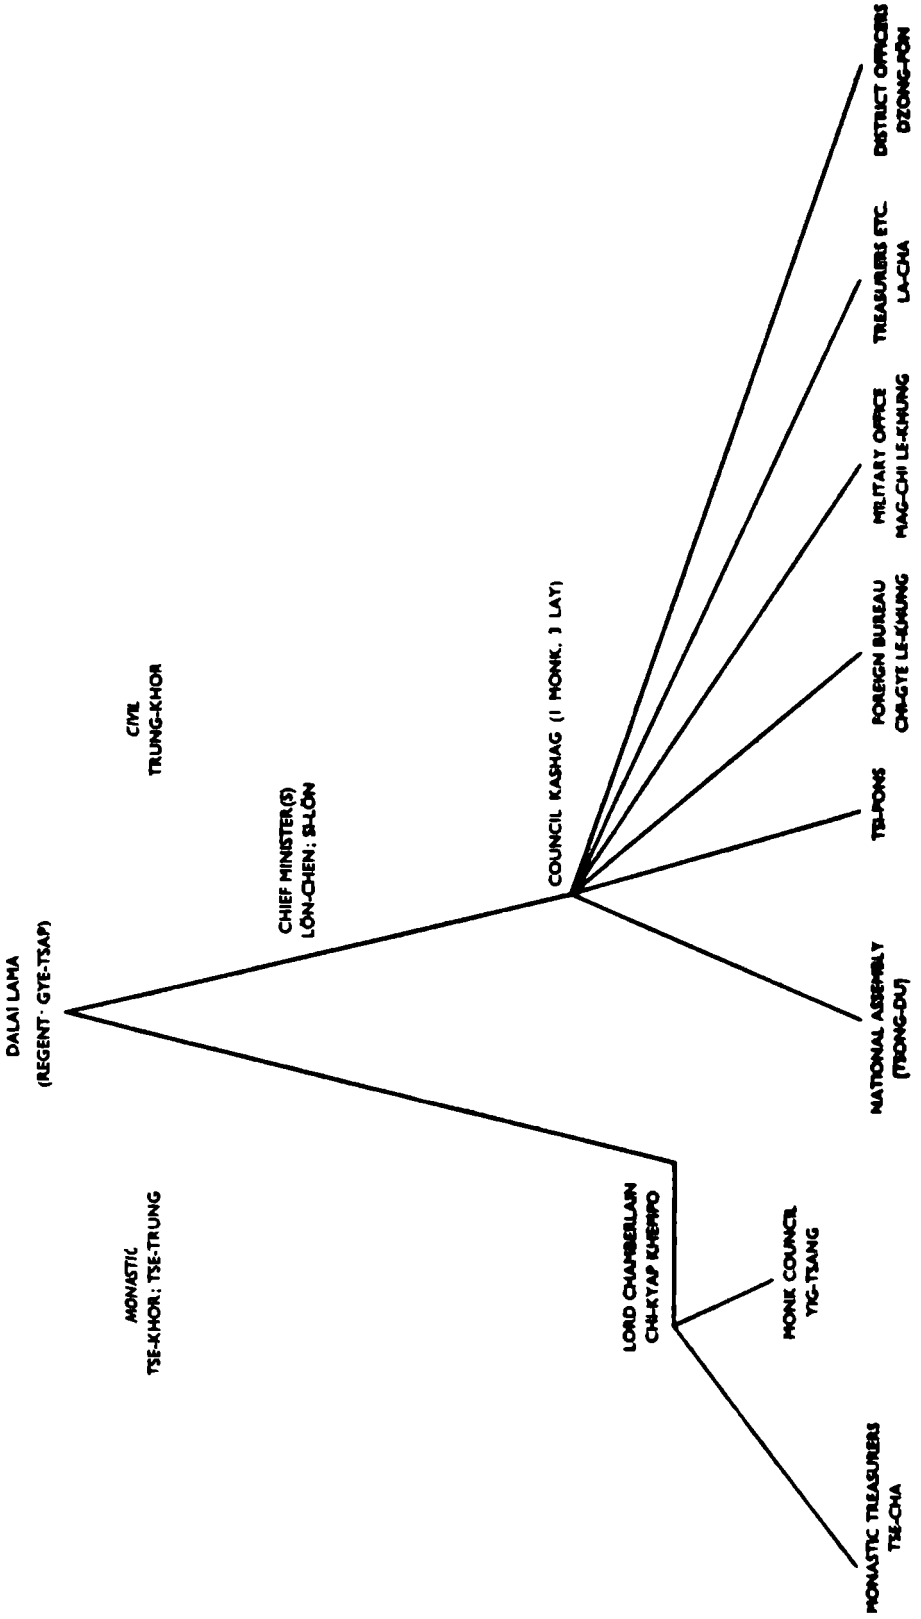 DALAI LAMA
(REGENT· GYE-TSAP)
MONASTIC
TSE-KHOR; TSE-TRUNG
CIVIL
TRUNG-KHOR
CHIEF MINISTER(S)
LÖN-CHEN; SI-LÖN
COUNCIL KASHAG (1 MONK, 3 LAY)
LORD CHAMBERLAIN
CHI-KYAP KHEMPO
MONK COUNCIL
YIG-TSANG
MONASTIC TREASURERS
TSE-CHA
NATIONAL ASSEMBLY
(TSONG-DU)
TSI-PONS
FOREIGN BUREAU
CHI-GYE LE-KHUNG
MILITARY OFFICE
MAG-CHI LE-KHUNG
TREASURERS ETC.
LA-CHA
DISTRICT OFFICERS
DZONG-PÖN